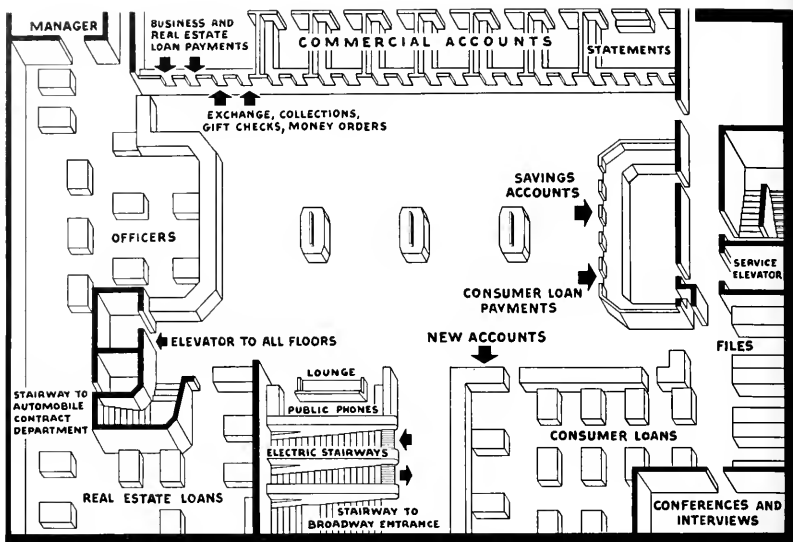 MANAGER
BUSINESS AND
REAL ESTATE
LOAN PAYMENTS
COMMERCIAL ACCOUNTS
STATEMENTS
EXCHANGE, COLLECTIONS,
GIFT CHECKS, MONEY ORDERS
SAVINGS
ACCOUNTS
OFFICERS
SERVICE
ELEVATOR
CONSUMER LOAN
PAYMENTS
ELEVATOR TO ALL FLOORS
NEW ACCOUNTS
FILES
LOUNGE
PUBLIC PHONES
STAIRWAY TO
AUTOMOBILE
CONTRACT
DEPARTMENT
ELECTRIC STAIRWAYS
CONSUMER LOANS
REAL ESTATE LOANS
STAIRWAY TO
BROADWAY ENTRANCE
CONFERENCES AND
INTERVIEWS